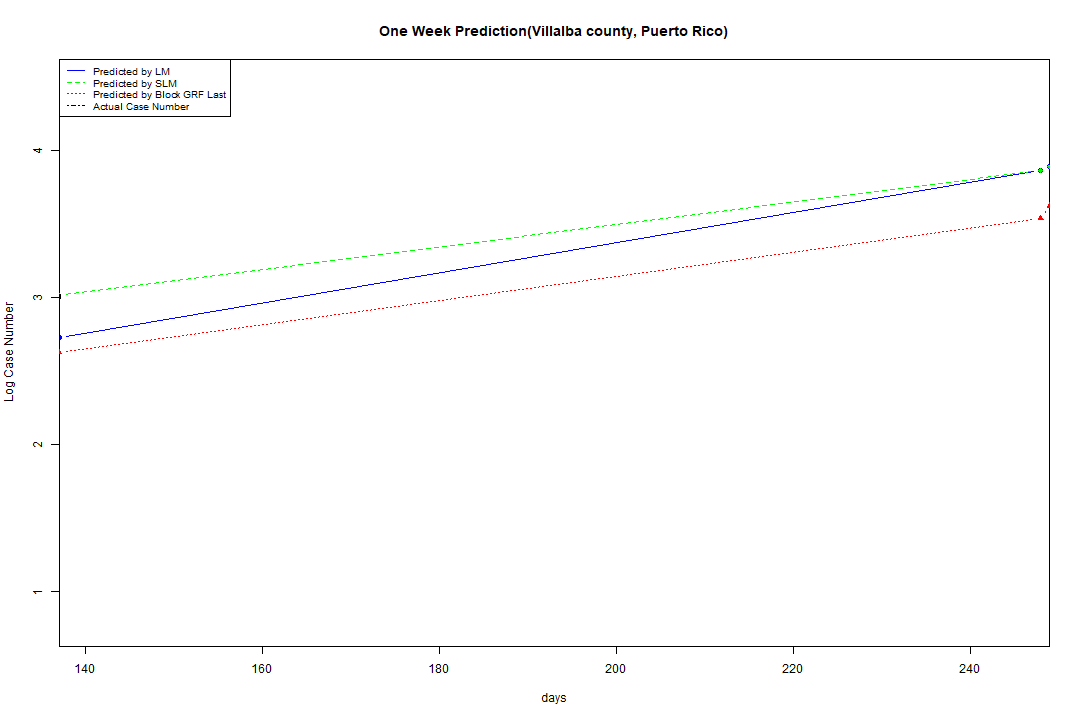 One Week Prediction(Villalba county, Puerto Rico)
Predicted by LM
Predicted by SLM
Predicted by Block GRF Last
Actual Case Number
4
3
2
1
Log Case Number
140 160 180 200 220 240
days